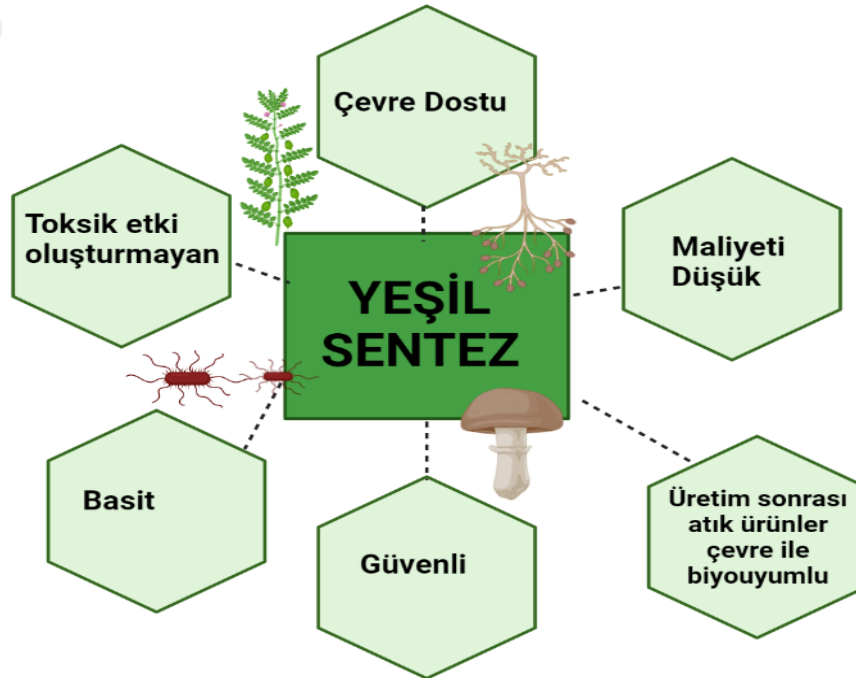 Çevre Dostu
Toksik etki
oluşturmayan
Maliyeti
Düşük
YEŞİL
SENTEZ
Basit
Güvenli
Üretim sonrası
atık ürünler
çevre ile
biyouyumlu